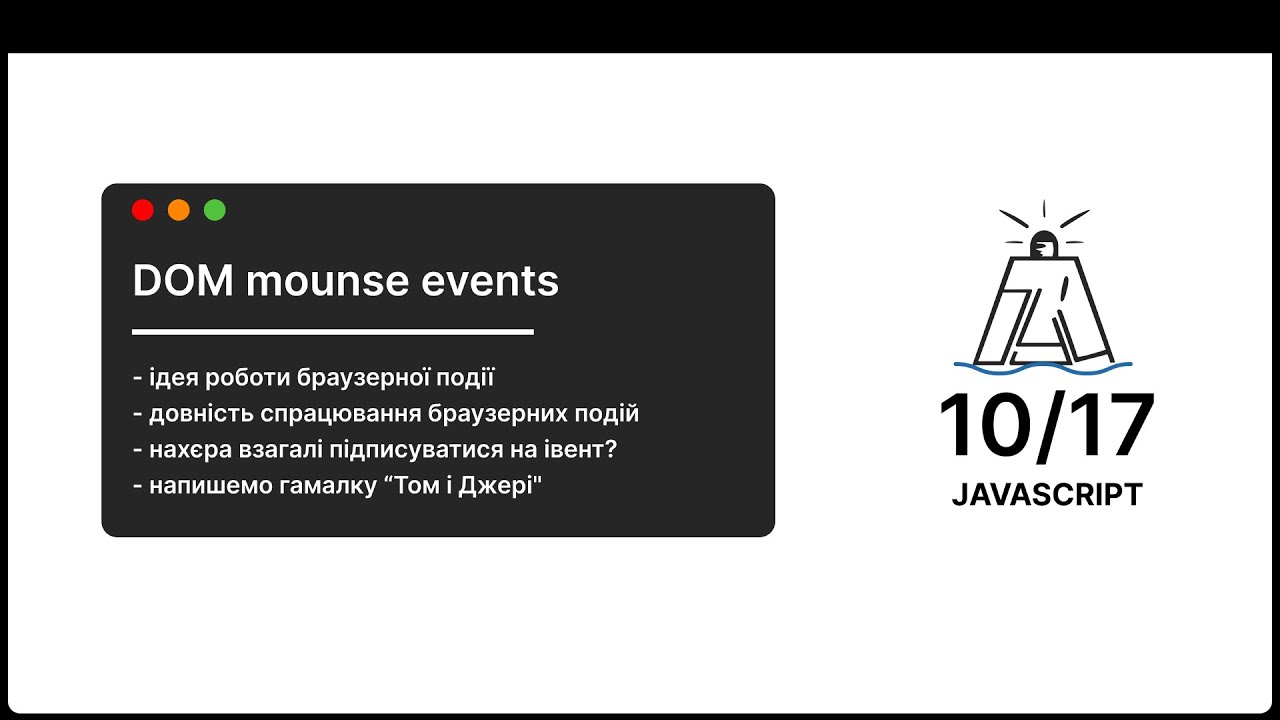 DOM mounse events
- ідея роботи браузерної події
- довність спрацювання браузерних подій
- нахєра взагалі підписуватися на івент?
- напишемо гамалку “Том і Джері"
10/17
JAVASCRIPT